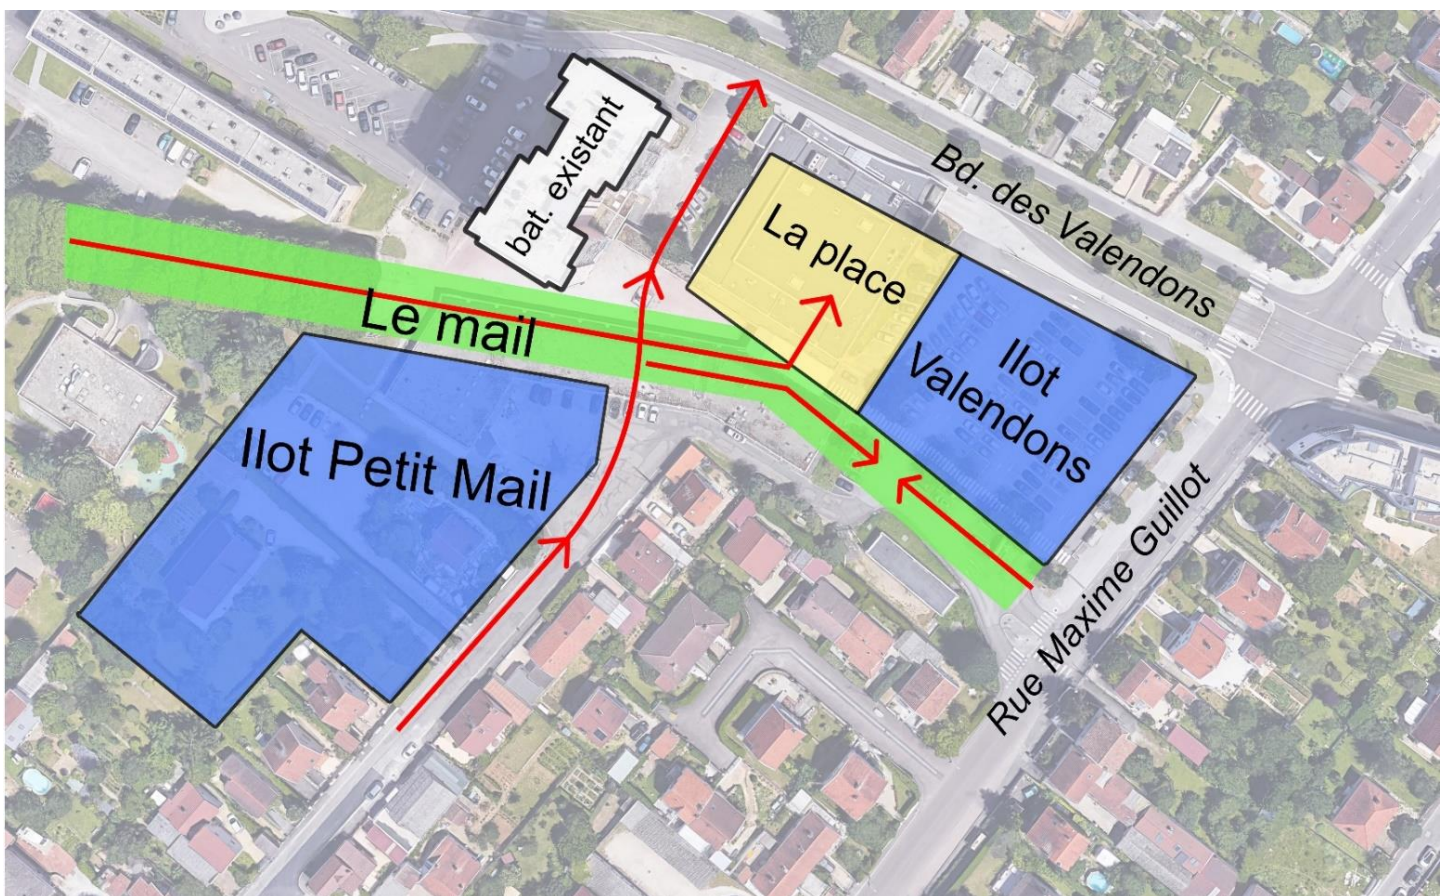 bat. existant
Bd. des Valendons
La place
Le mail
Ilot
Valendons
Ilot Petit Mail
Rue Maxime Guillot